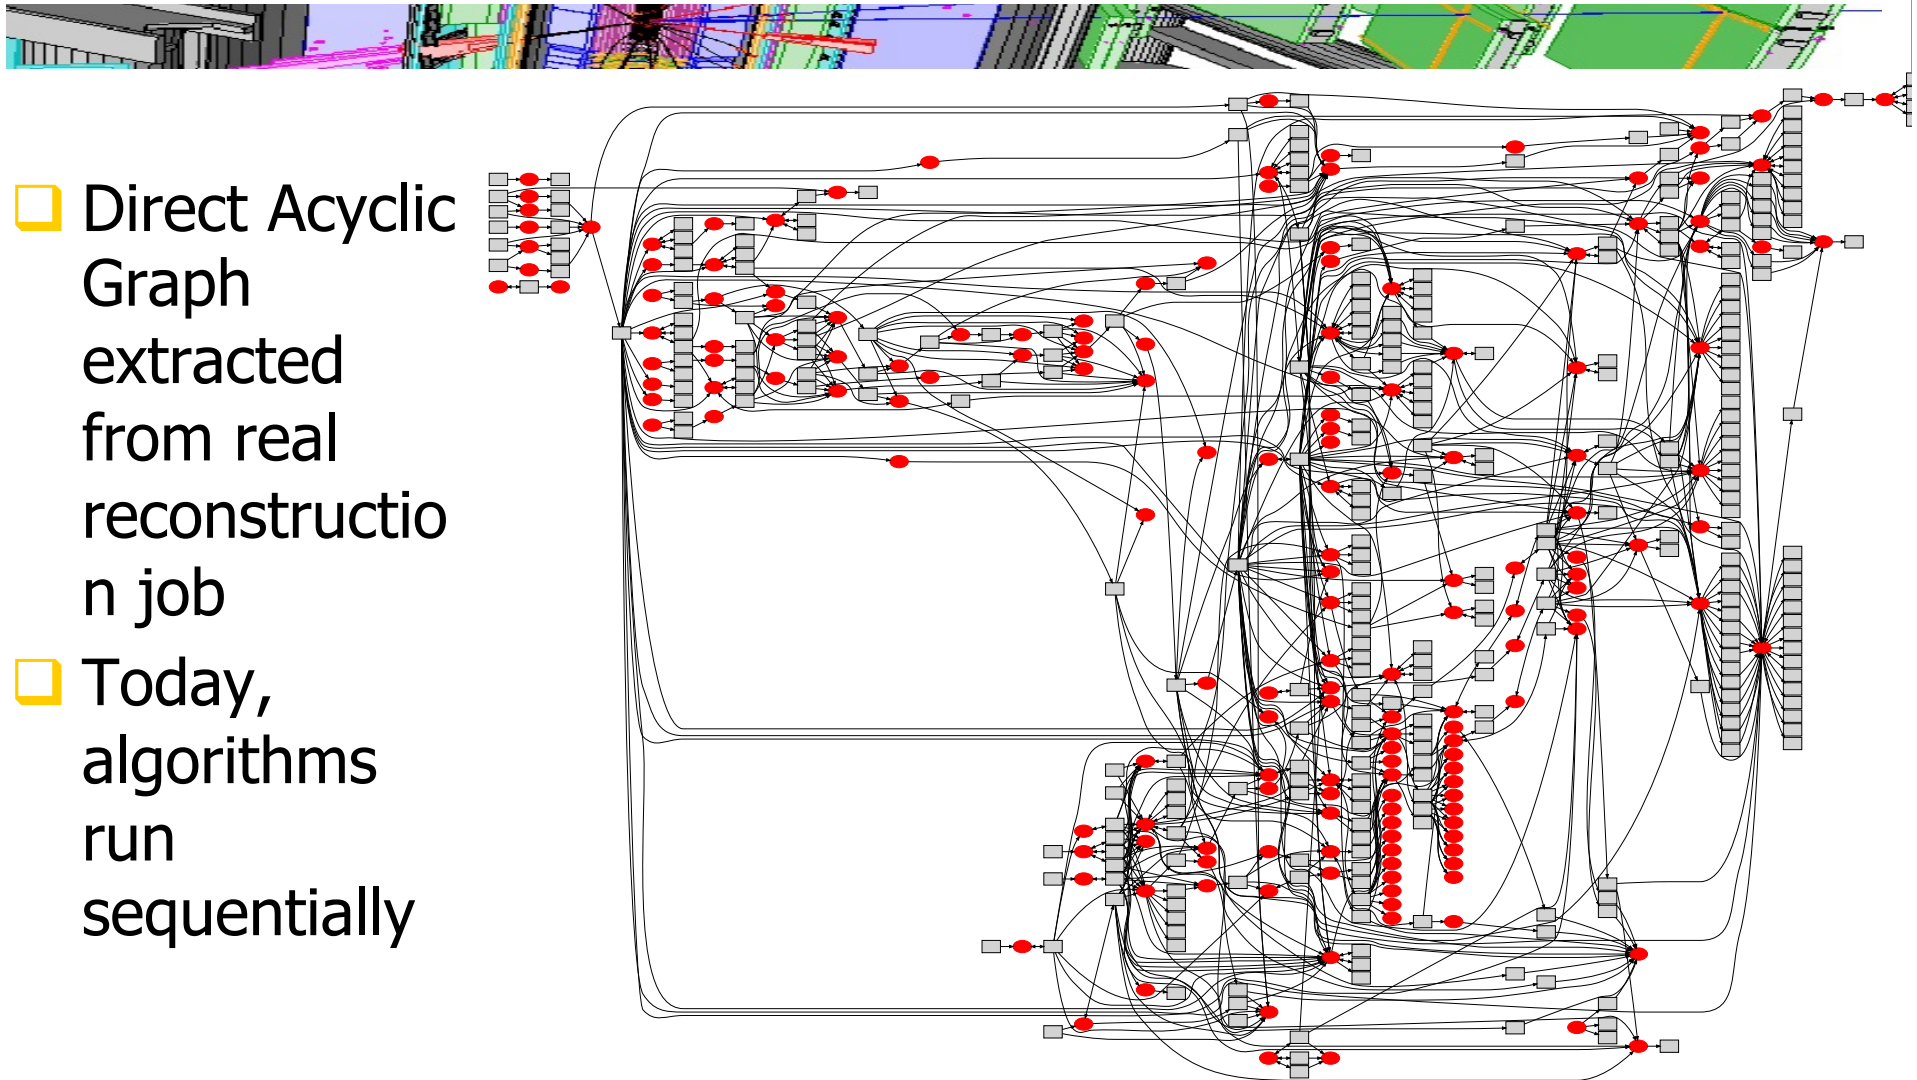 Direct Acyclic
Graph
extracted
from real
reconstructio
n job
Today,
algorithms
run
sequentially